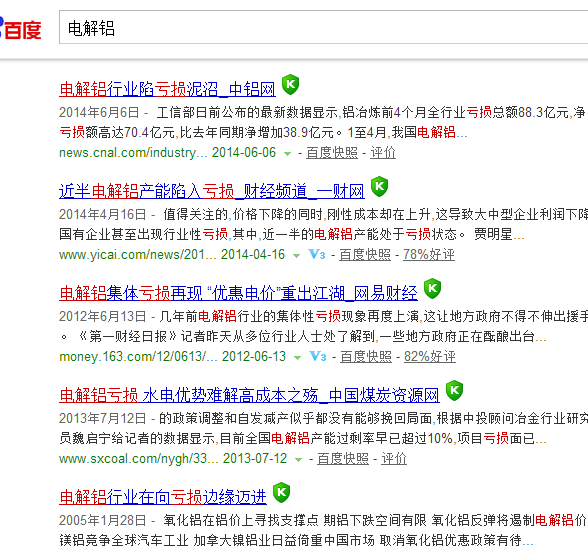 百度 电解铝
电解铝行业陷亏损泥沼_中铝网
2014年6月6日 - 工信部日前公布的最新数据显示,铝冶炼前4个月全行业亏损总额88.3亿元,净
亏损额高达70.4亿元,比去年同期净增加38.9亿元。1至4月,我国电解铝...
news.cnal.com/industry... 2014-06-06 - 百度快照 - 评价
近半电解铝产能陷入亏损_财经频道_一财网
2014年4月16日 - 值得关注的,价格下降的同时,刚性成本却在上升,这导致大中型企业利润下降
国有企业甚至出现行业性亏损,其中,近一半的电解铝产能处于亏损状态。 贾明星...
www.yicai.com/news/201... 2014-04-16 V3 - 百度快照 - 78%好评
电解铝集体亏损再现 “优惠电价”重出江湖_网易财经
2012年6月13日 - 几年前电解铝行业的集体性亏损现象再度上演,这让地方政府不得不伸出援手
。《第一财经日报》记者昨天从多位行业人士处了解到,一些地方政府正在酝酿出台...
money.163.com/12/0613/... 2012-06-13 V3 - 百度快照 - 82%好评
电解铝亏损 水电优势难解高成本之殇_中国煤炭资源网
2013年7月12日 - 的政策调整和自发减产似乎都没有能够挽回局面,根据中投顾问冶金行业研究
员魏启宁给记者的数据显示,目前全国电解铝产能过剩率早已超过10%,项目亏损面已...
www.sxcoal.com/nygh/33... 2013-07-12 - 百度快照 - 评价
电解铝行业在向亏损边缘迈进
2005年1月28日 - 氧化铝在铝价上寻找支撑点 期铝下跌空间有限 氧化铝反弹将遏制电解铝价
镁铝竞争全球汽车工业 加拿大镍铝业日益倚重中国市场 取消氧化铝优惠政策有待...